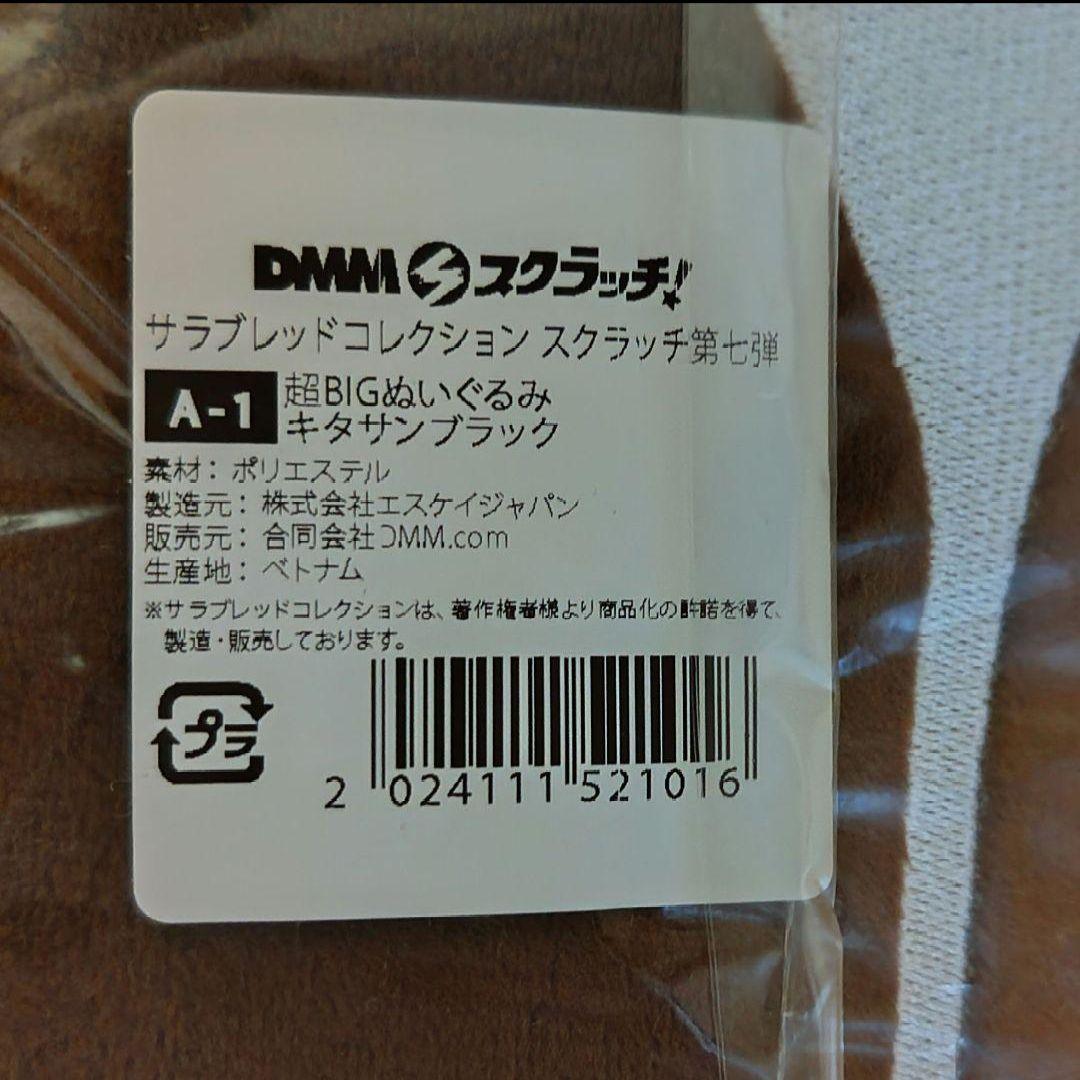 DMM スクラッチ!
サラブレッドコレクション スクラッチ第七弾
A-1 超BIGぬいぐるみ
キタサンブラック
素材：ポリエステル
製造元：株式会社エスケイジャパン
販売元：合同会社DMM.com
生産地：ベトナム
※サラブレッドコレクションは、著作権者様より商品化の許諾を得て、
製造・販売しております。
プラ
2 024111 521016